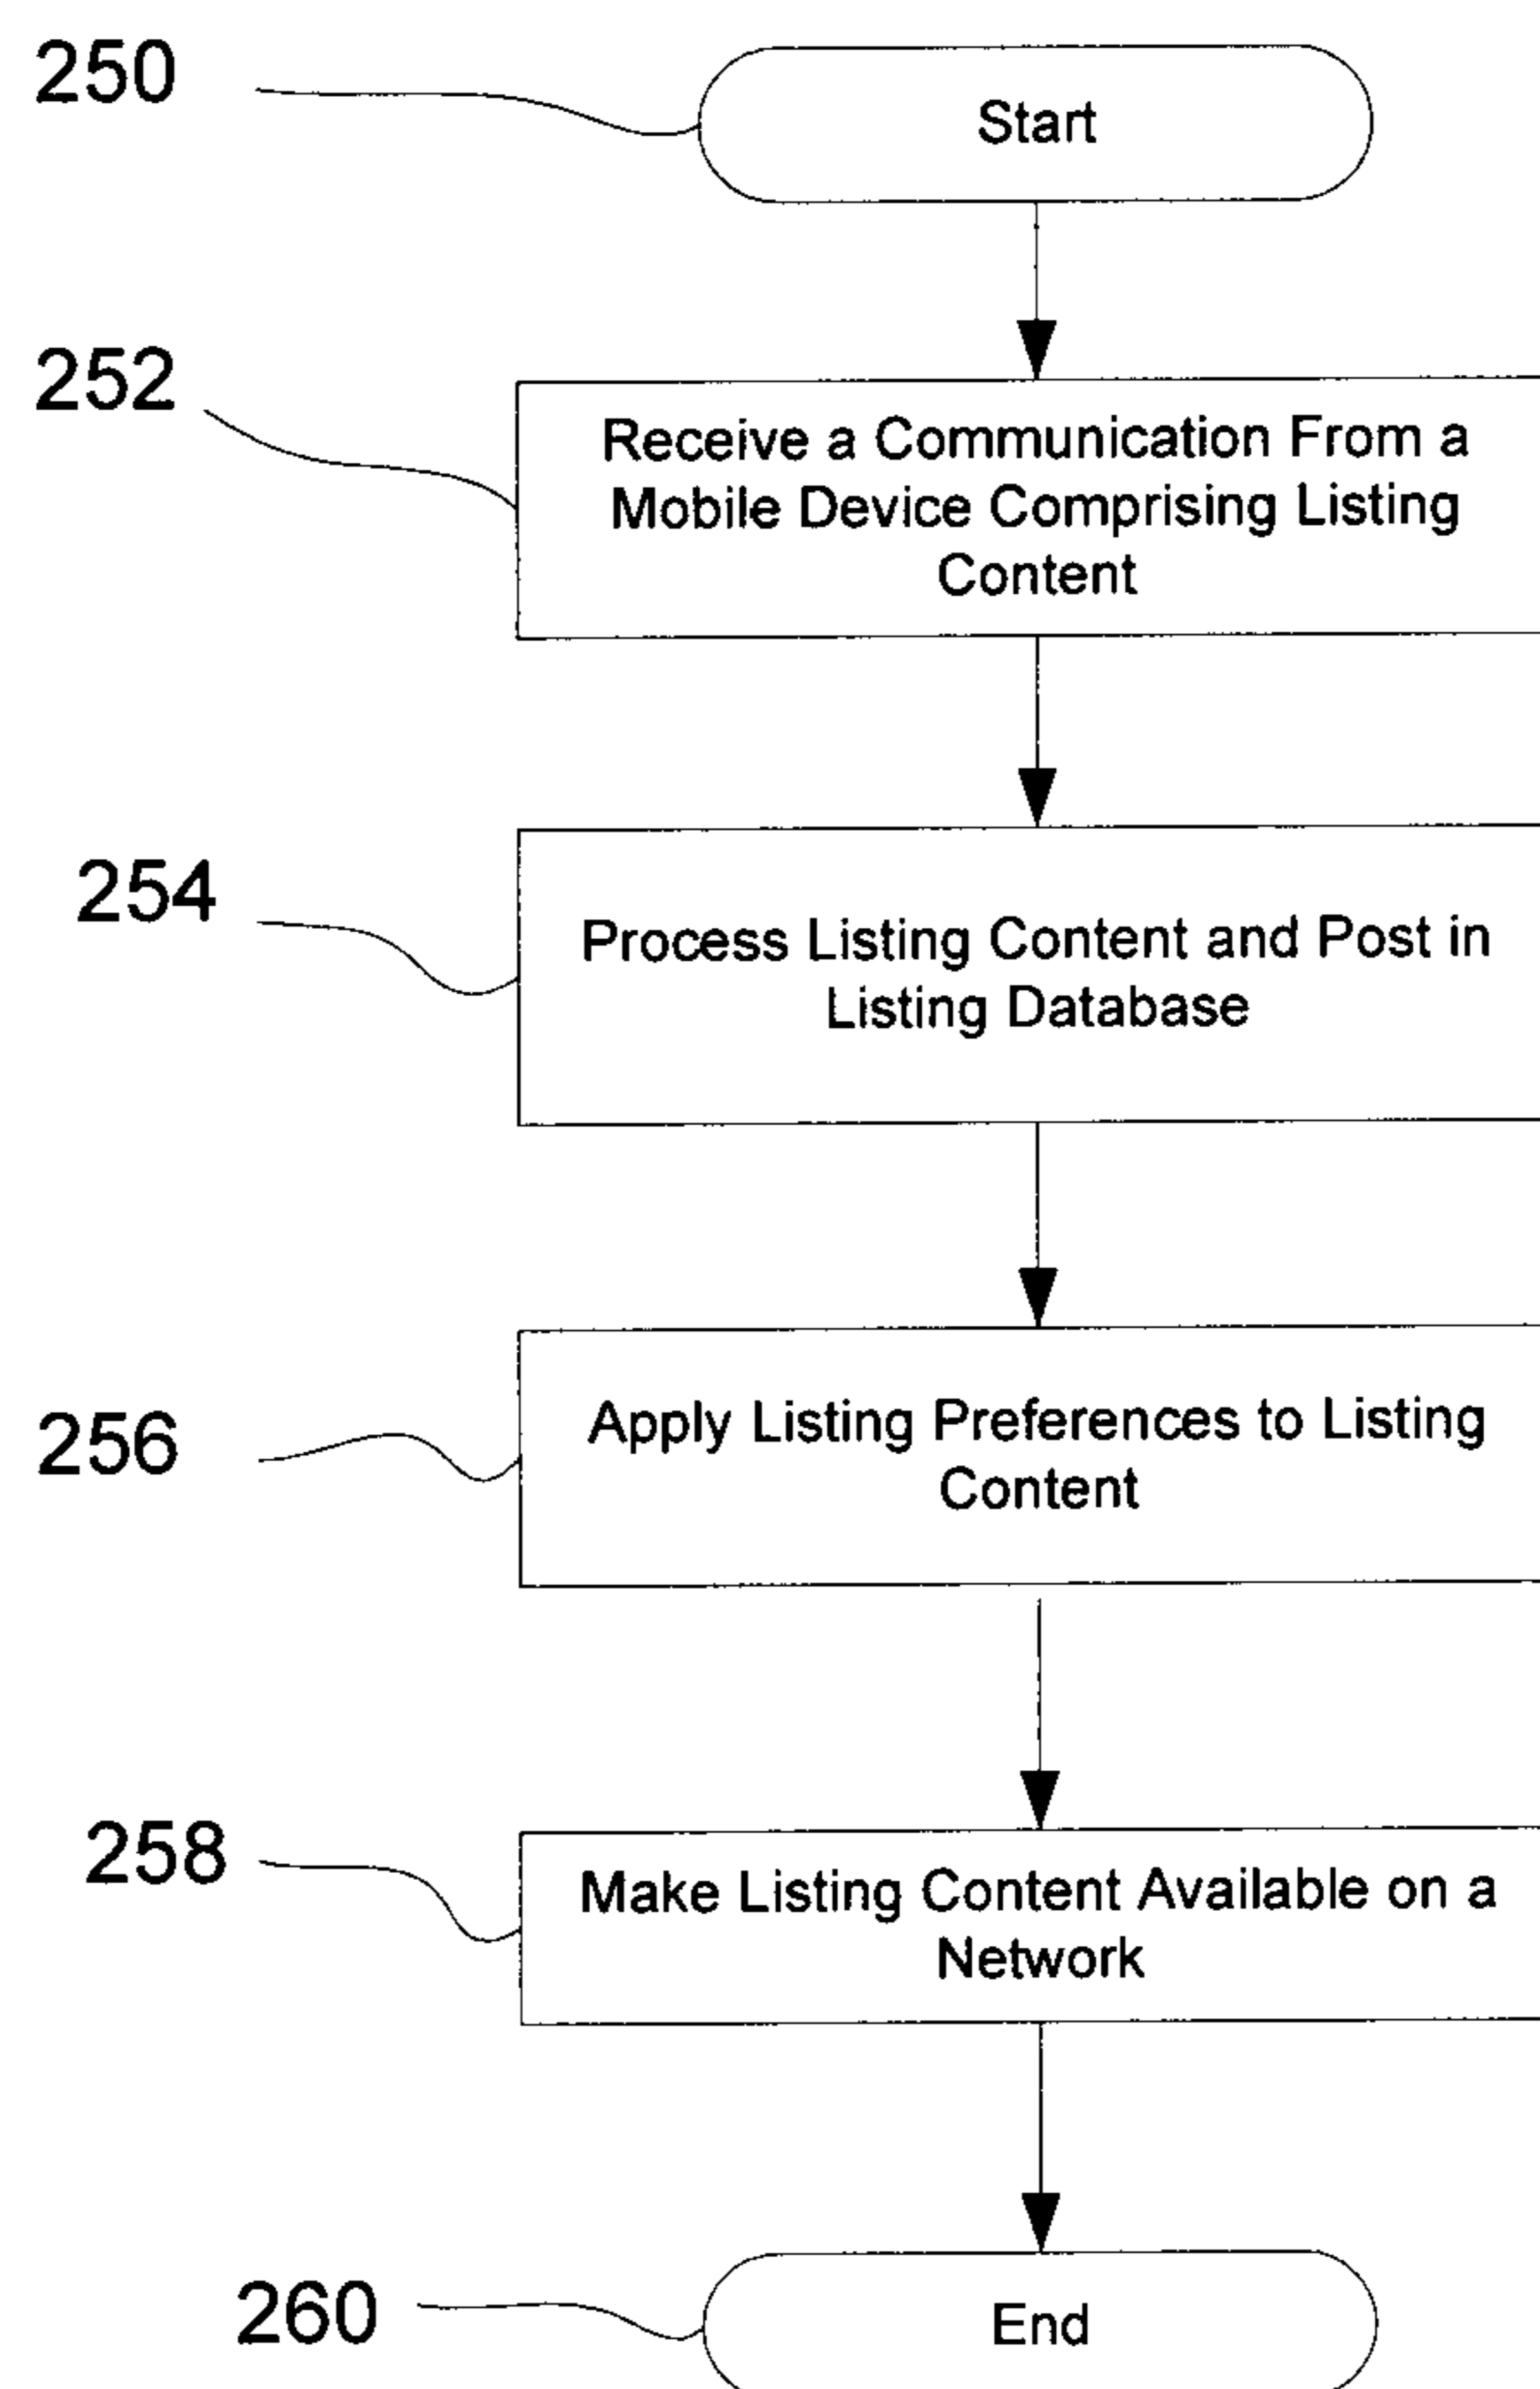 250
Start
252
Receive a Communication From a
Mobile Device Comprising Listing
Content
254
Process Listing Content and Post in
Listing Database
256
Apply Listing Preferences to Listing
Content
258
Make Listing Content Available on a
Network
260
End